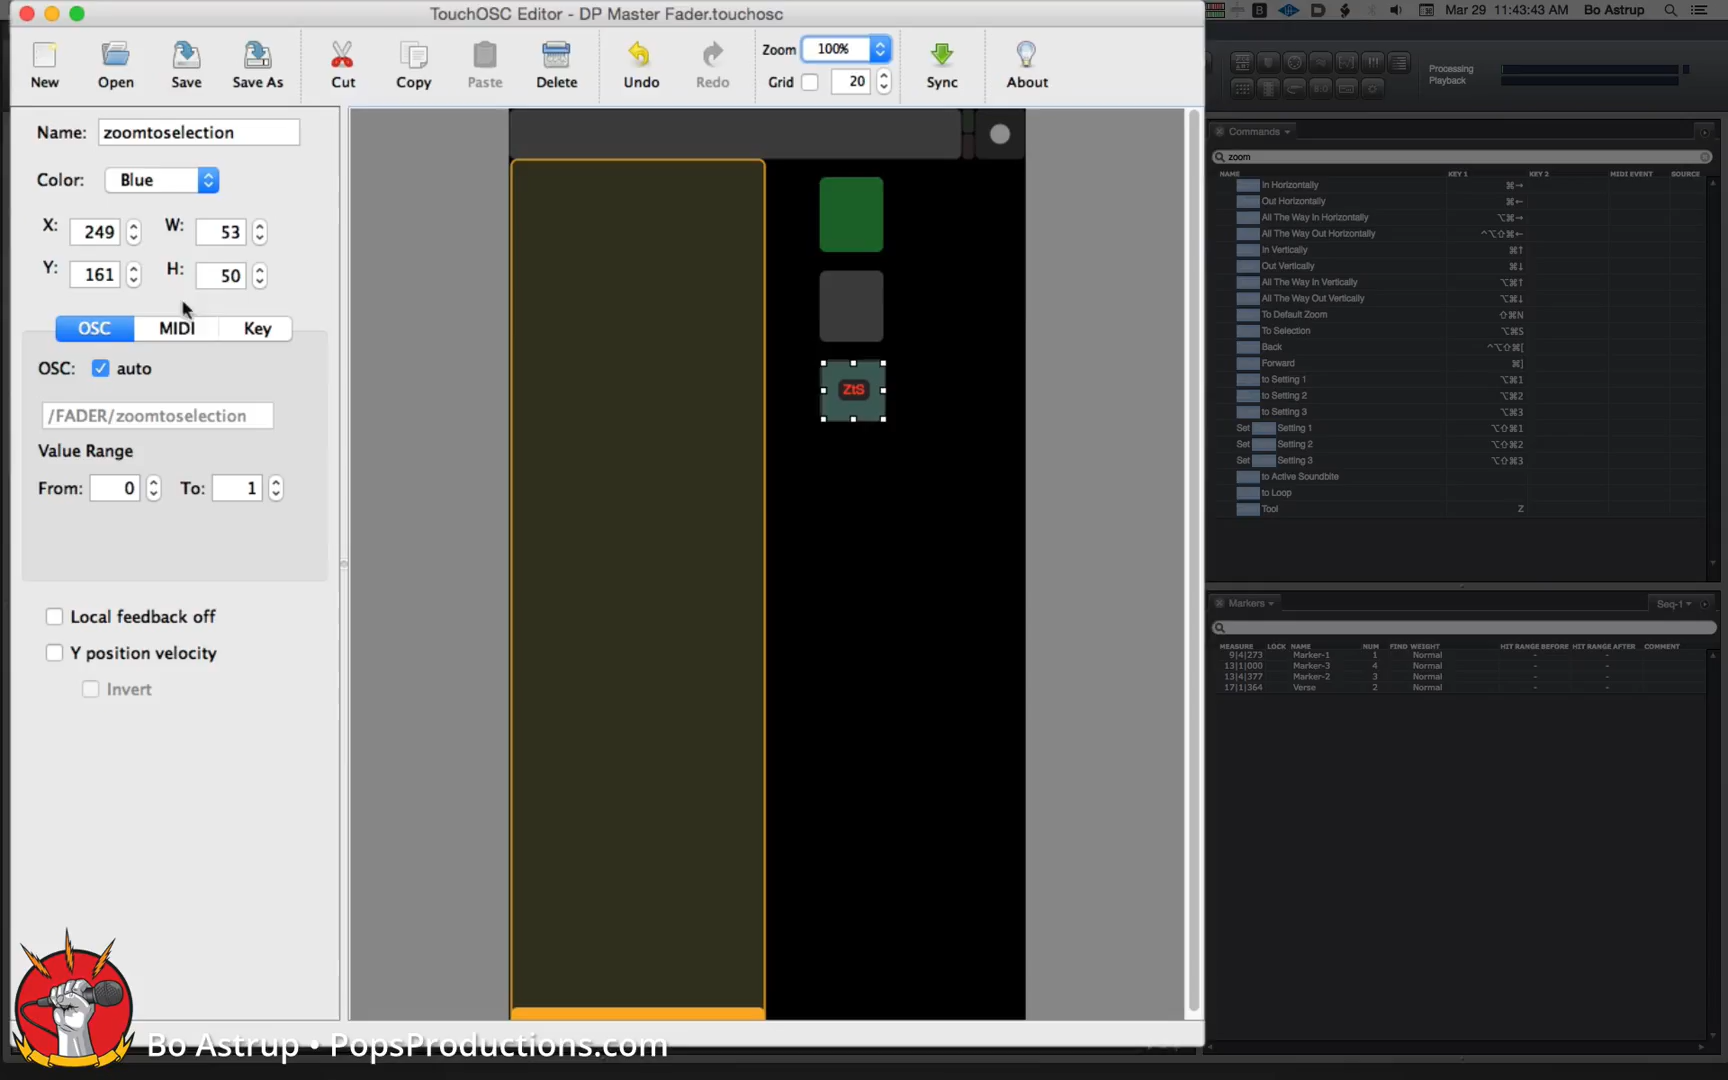 TouchOSC Editor - DP Master Fader.touchosc
Mar 29 11:43:43 AM Bo Astrup
New Open Save Save As Cut Copy Paste Delete Undo Redo Zoom 100% Grid 20 Sync About
Processing
Playback
Name: zoomtoselection
Color: Blue
X: 249 W: 53
Y: 161 H: 50
OSC MIDI Key
OSC: auto
/FADER/zoomtoselection
Value Range
From: 0 To: 1
Local feedback off
Y position velocity
Invert
ZtS
Commands
zoom
NAME KEY 1 KEY 2 MIDI EVENT SOURCE
In Horizontally ⌘→
Out Horizontally ⌘←
All The Way In Horizontally ⌥⌘→
All The Way Out Horizontally ^⌥⇧⌘←
In Vertically ⌘↑
Out Vertically ⌘↓
All The Way In Vertically ⌥⌘↑
All The Way Out Vertically ⌥⌘↓
To Default Zoom ⇧⌘N
To Selection ⌥⌘S
Back ^⌥⇧⌘[
Forward ⌘]
to Setting 1 ⌥⌘1
to Setting 2 ⌥⌘2
to Setting 3 ⌥⌘3
Set Setting 1 ⌥⇧⌘1
Set Setting 2 ⌥⇧⌘2
Set Setting 3 ⌥⇧⌘3
to Active Soundbite
to Loop
Tool Z
Markers Seq-1
MEASURE LOCK NAME NUM FIND WEIGHT HIT RANGE BEFORE HIT RANGE AFTER COMMENT
9|4|273 Marker-1 1 Normal - -
13|1|000 Marker-3 4 Normal - -
13|4|377 Marker-2 3 Normal - -
17|1|364 Verse 2 Normal - -
Bo Astrup • PopsProductions.com